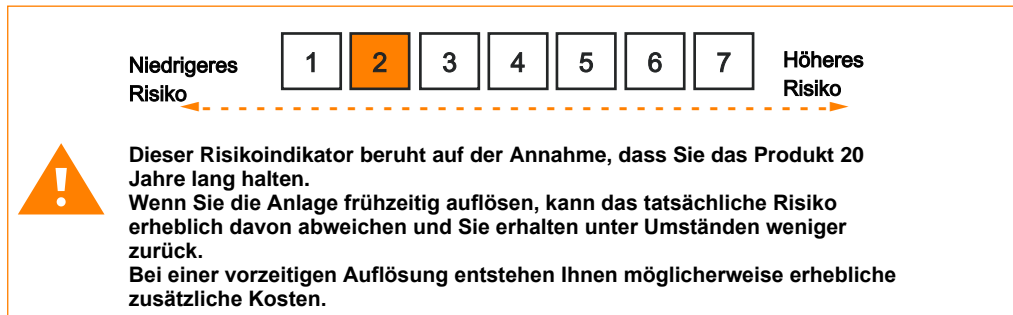 Niedrigeres
Risiko
1 2 3 4 5 6 7
Höheres
Risiko
!
Dieser Risikoindikator beruht auf der Annahme, dass Sie das Produkt 20
Jahre lang halten.
Wenn Sie die Anlage frühzeitig auflösen, kann das tatsächliche Risiko
erheblich davon abweichen und Sie erhalten unter Umständen weniger
zurück.
Bei einer vorzeitigen Auflösung entstehen Ihnen möglicherweise erhebliche
zusätzliche Kosten.